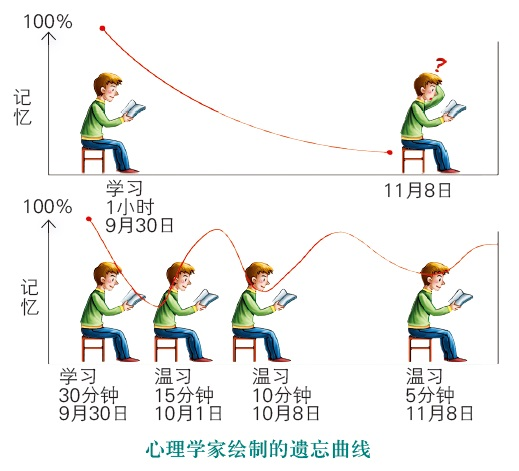 100%
记忆
?
学习
1小时
9月30日
11月8日
100%
记忆
学习
30分钟
9月30日
温习
15分钟
10月1日
温习
10分钟
10月8日
温习
5分钟
11月8日
心理学家绘制的遗忘曲线